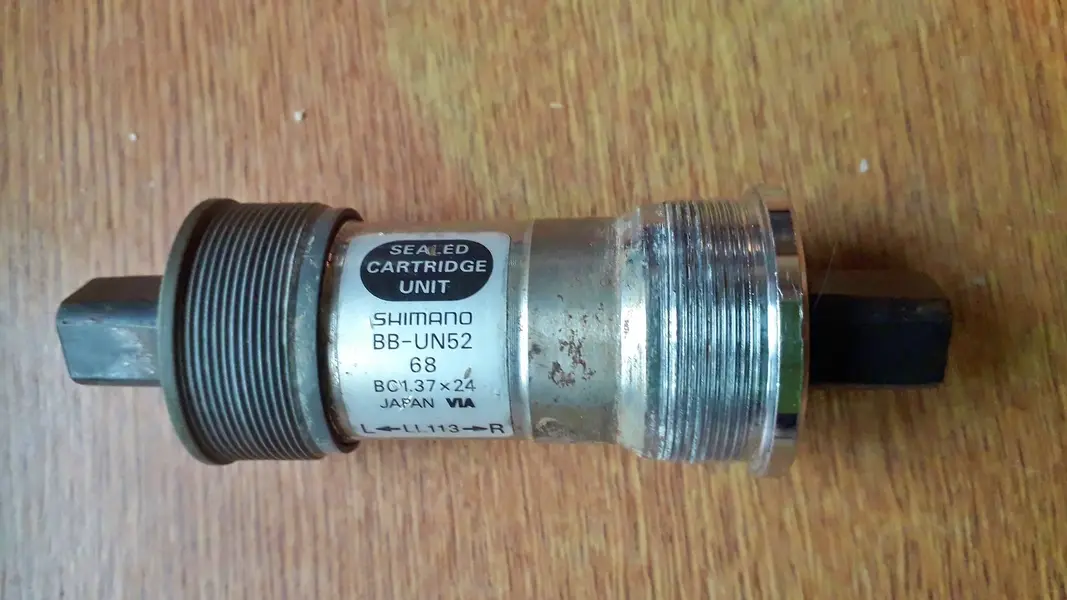 SEALED
CARTRIDGE
UNIT
SHIMANO
BB-UN52
68
BC1.37×24
JAPAN VIA
L←LL113→R